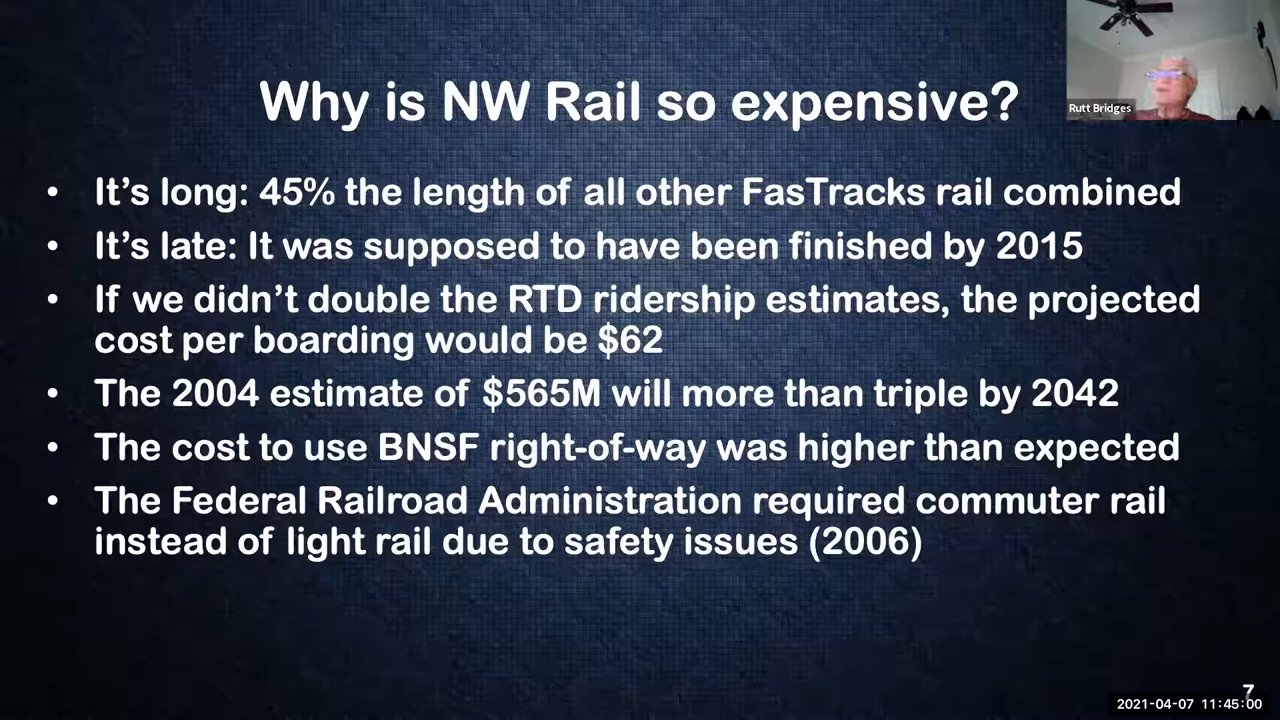 Why is NW Rail so expensive?
Rutt Bridges
• It’s long: 45% the length of all other FasTracks rail combined
• It’s late: It was supposed to have been finished by 2015
• If we didn’t double the RTD ridership estimates, the projected
cost per boarding would be $62
• The 2004 estimate of $565M will more than triple by 2042
• The cost to use BNSF right-of-way was higher than expected
• The Federal Railroad Administration required commuter rail
instead of light rail due to safety issues (2006)
7
2021-04-07 11:45:00